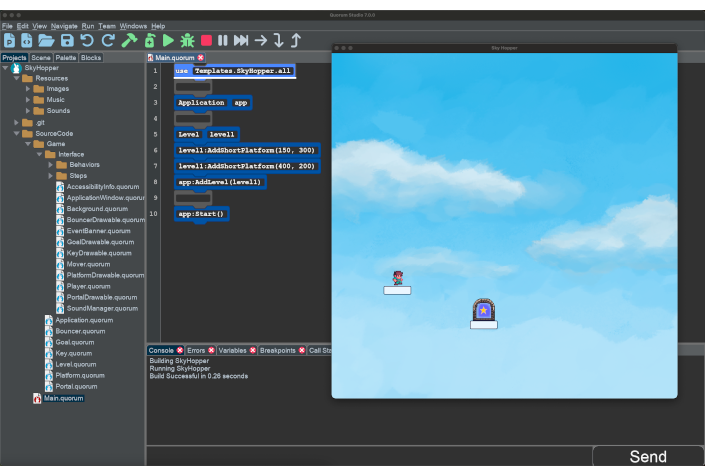 Quorum Studio 7.0.0
File Edit View Navigate Run Team Windows Help
Projects Scene Palette Blocks
SkyHopper
Resources
Images
Music
Sounds
.git
SourceCode
Game
Interface
Behaviors
Steps
AccessibilityInfo.quorum
ApplicationWindow.quorum
Background.quorum
BouncerDrawable.quorum
EventBanner.quorum
GoalDrawable.quorum
KeyDrawable.quorum
Mover.quorum
PlatformDrawable.quorum
Player.quorum
PortalDrawable.quorum
SoundManager.quorum
Application.quorum
Bouncer.quorum
Goal.quorum
Key.quorum
Level.quorum
Platform.quorum
Portal.quorum
Main.quorum
Main.quorum
1 use Templates.SkyHopper.all
2
3 Application app
4
5 Level level1
6 level1:AddShortPlatform(150, 300)
7 level1:AddShortPlatform(400, 200)
8 app:AddLevel(level1)
9
10 app:Start()
Sky Hopper
Console Errors Variables Breakpoints Call Sta
Building SkyHopper
Running SkyHopper
Build Successful in 0.26 seconds
Send